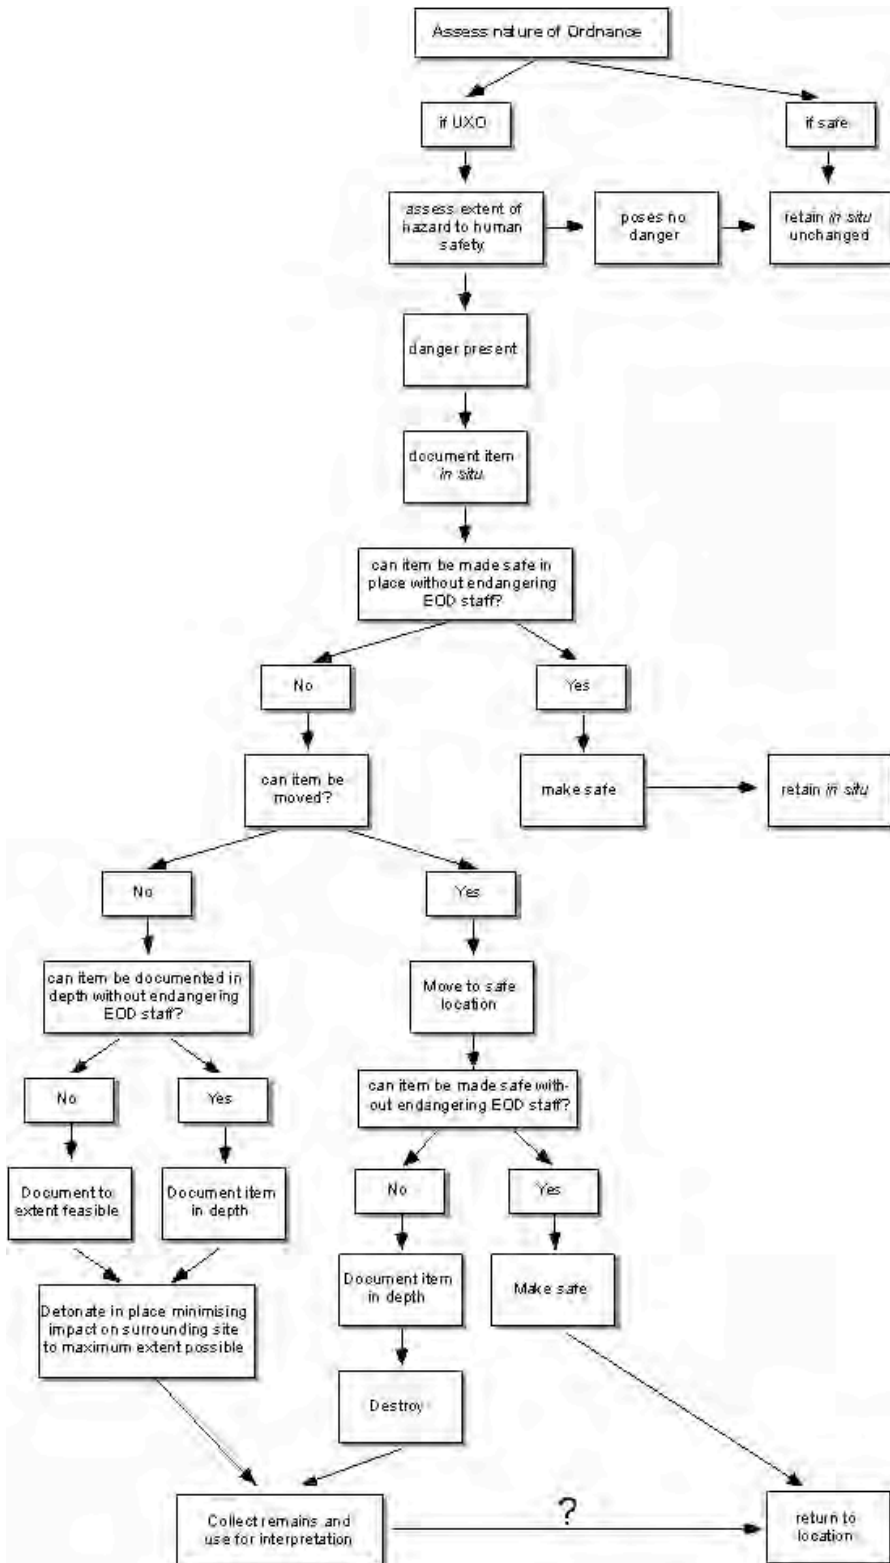 Assess nature of Ordnance
if UXO
if safe
assess extent of
hazard to human
safety
poses no
danger
retain in situ
unchanged
danger present
document item
in situ
can item be made safe in
place without endangering
EOD staff?
No
Yes
can item be
moved?
make safe
retain in situ
No
Yes
can item be documented in
depth without endangering
EOD staff?
Move to safe
location
No
Yes
can item be made safe with-
out endangering EOD staff?
Document to
extent feasible
Document item
in depth
No
Yes
Detonate in place minimising
impact on surrounding site
to maximum extent possible
Document item
in depth
Make safe
Destroy
Collect remains and
use for interpretation
?
return to
location